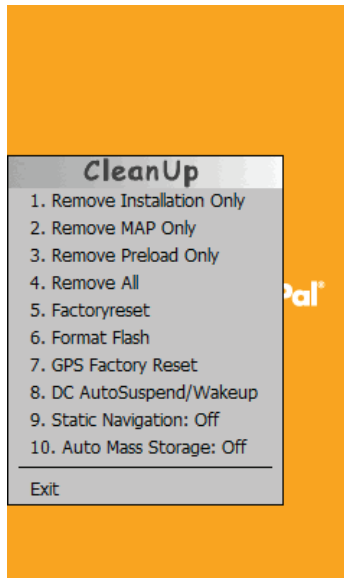 CleanUp
1. Remove Installation Only
2. Remove MAP Only
3. Remove Preload Only
4. Remove All
Pal®
5. Factoryreset
6. Format Flash
7. GPS Factory Reset
8. DC AutoSuspend/Wakeup
9. Static Navigation: Off
10. Auto Mass Storage: Off
Exit